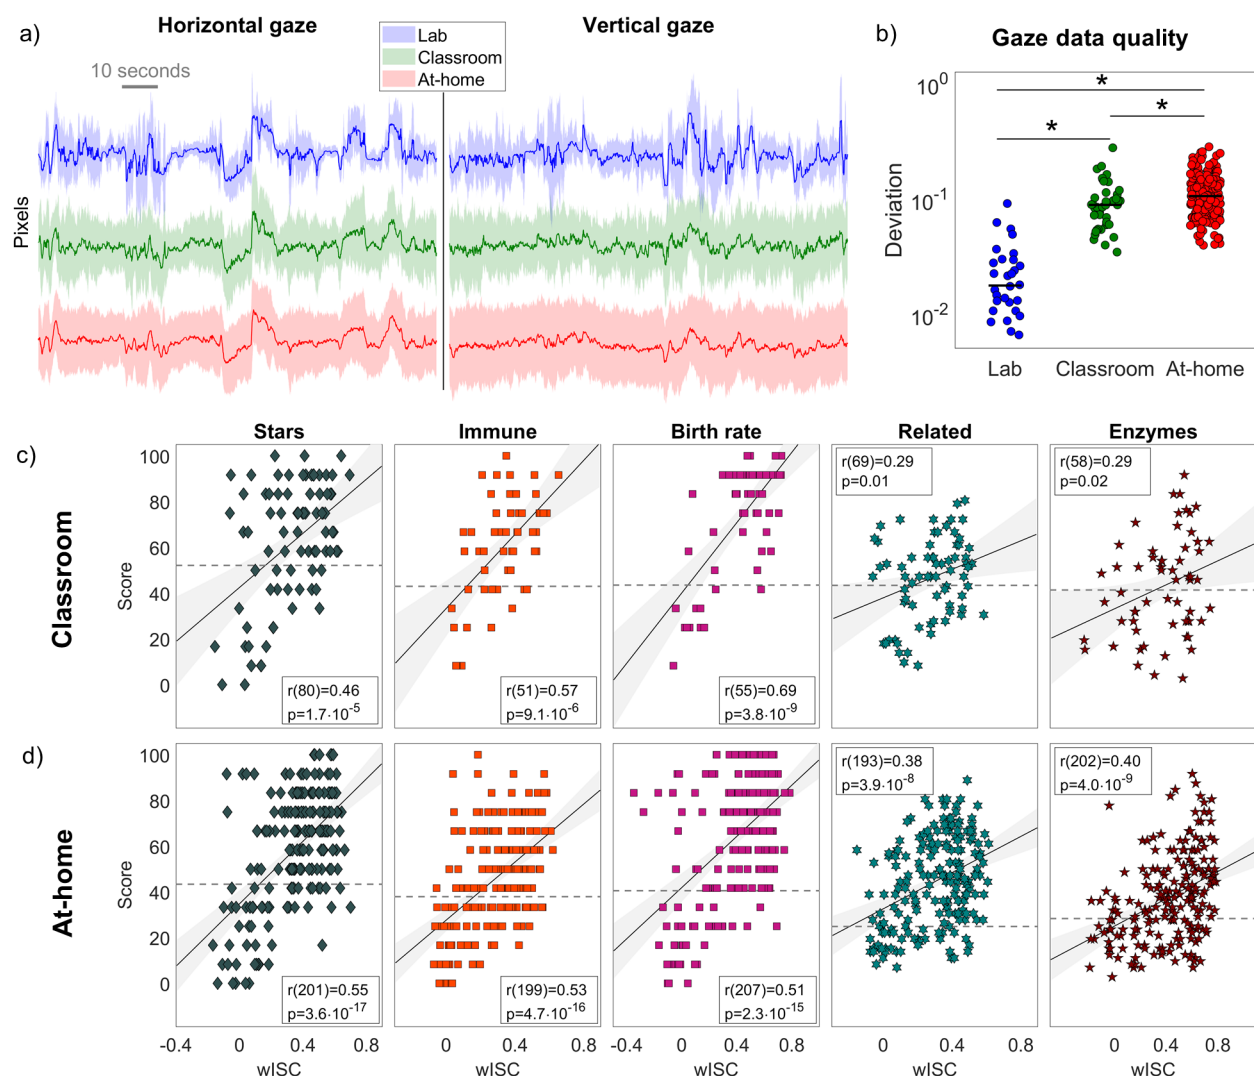 a)
Horizontal gaze
Vertical gaze
Lab
Classroom
At-home
10 seconds
Pixels
b)
Gaze data quality
Deviation
10^0
10^-1
10^-2
*
*
*
Lab
Classroom
At-home
c)
Classroom
Stars
Immune
Birth rate
Related
Enzymes
Score
100
80
60
40
20
0
r(80)=0.46
p=1.7·10^-5
r(51)=0.57
p=9.1·10^-6
r(55)=0.69
p=3.8·10^-9
r(69)=0.29
p=0.01
r(58)=0.29
p=0.02
d)
At-home
Score
100
80
60
40
20
0
r(201)=0.55
p=3.6·10^-17
r(199)=0.53
p=4.7·10^-16
r(207)=0.51
p=2.3·10^-15
r(193)=0.38
p=3.9·10^-8
r(202)=0.40
p=4.0·10^-9
-0.4 0 0.4 0.8
0 0.4 0.8
0 0.4 0.8
0 0.4 0.8
0 0.4 0.8
wISC
wISC
wISC
wISC
wISC